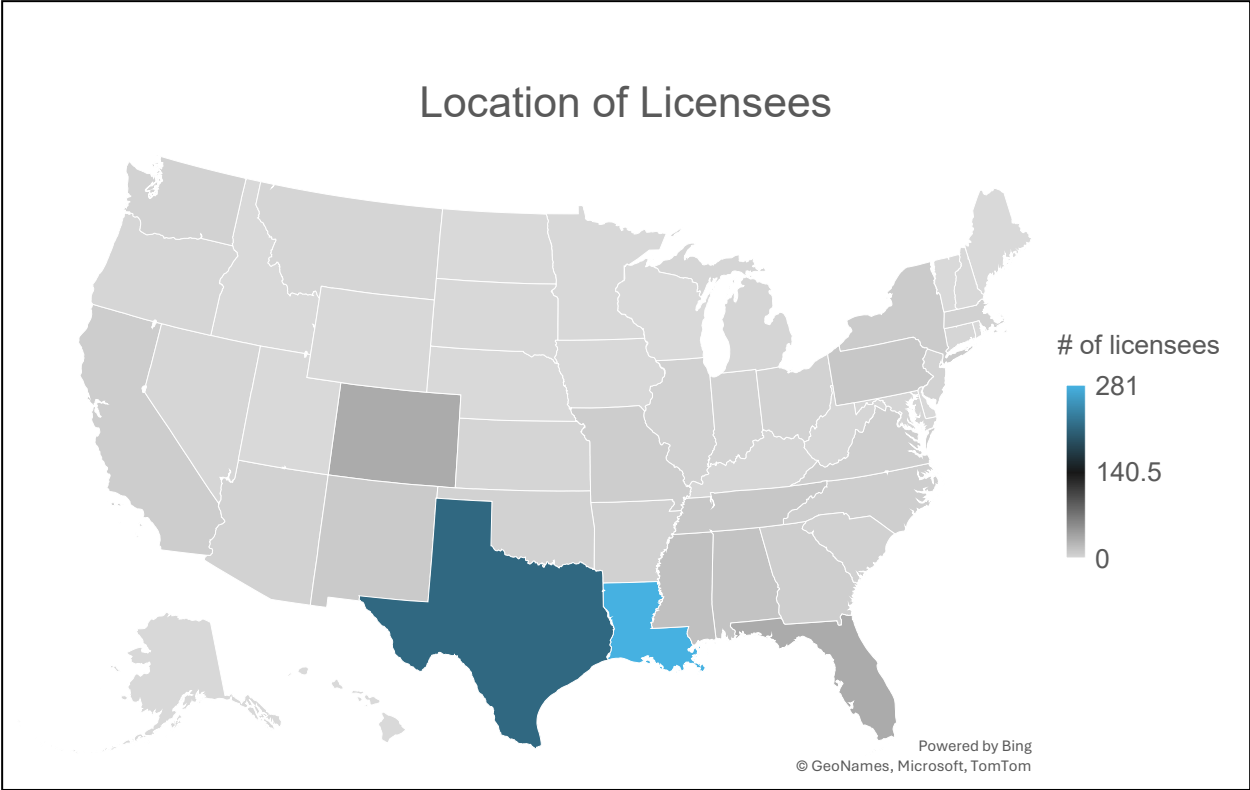 Location of Licensees
# of licensees
281
140.5
0
Powered by Bing
© GeoNames, Microsoft, TomTom